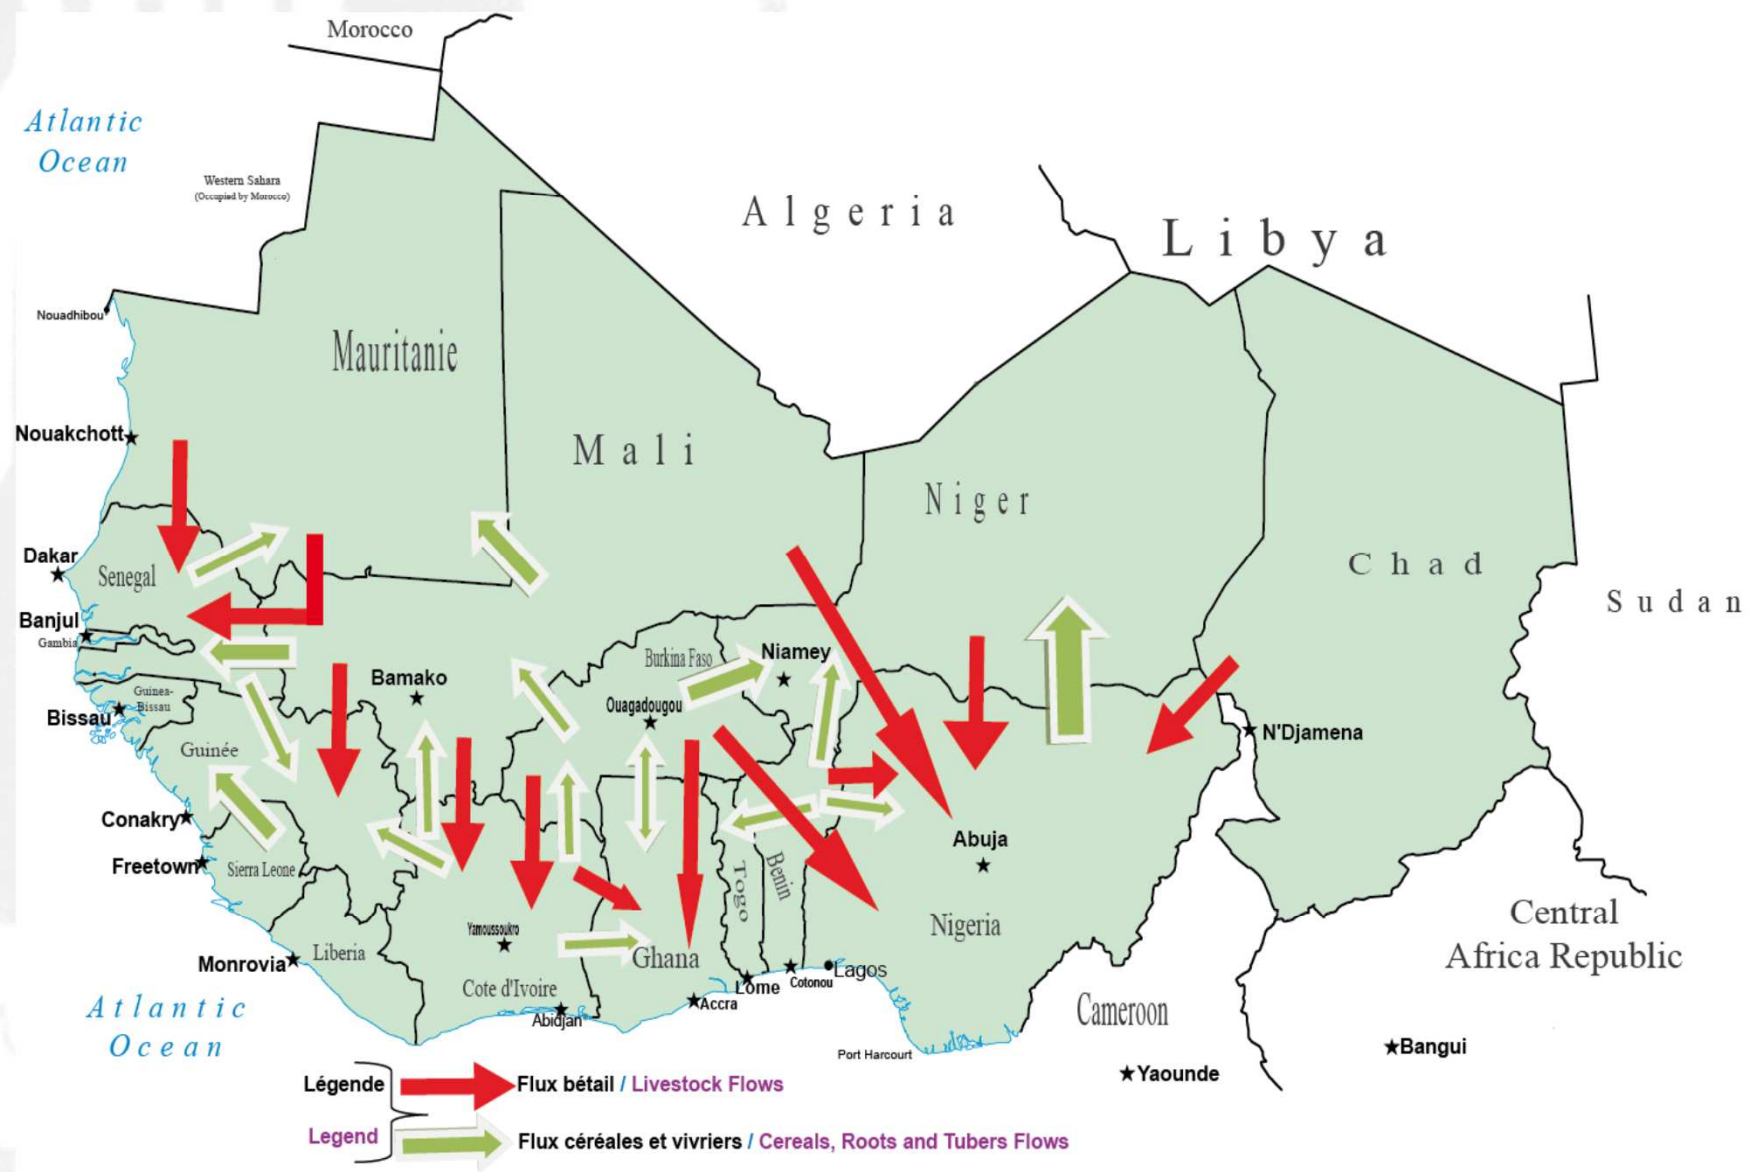 Morocco
Atlantic
Ocean
Western Sahara
(Occupied by Morocco)
Algeria
Libya
Nouadhibou
Mauritanie
Nouakchott
Mali
Niger
Chad
Sudan
Dakar
Senegal
Banjul
Gambia
Burkina Faso
Niamey
Bamako
Guinea-
Bissau
Bissau
Ouagadougou
N'Djamena
Guinée
Conakry
Abuja
Freetown
Sierra Leone
Togo
Benin
Central
Africa Republic
Yamoussoukro
Nigeria
Liberia
Monrovia
Ghana
Lagos
Cote d'Ivoire
Lome
Cotonou
Accra
Atlantic
Ocean
Abidjan
Cameroon
Port Harcourt
Bangui
Yaounde
Légende
Flux bétail / Livestock Flows
Legend
Flux céréales et vivriers / Cereals, Roots and Tubers Flows